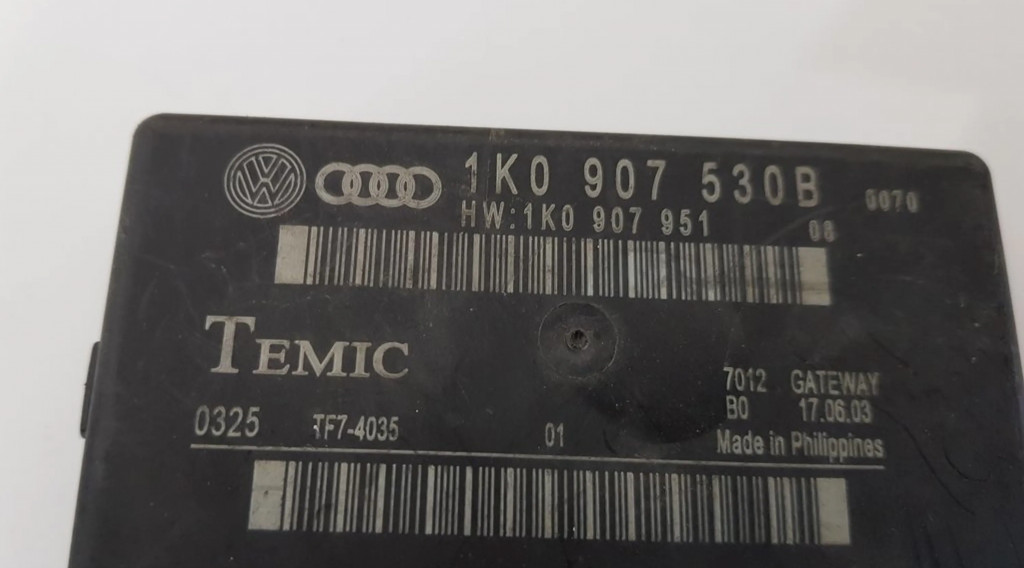 1K0 907 530B 0070
HW:1K0 907 951 08
TEMIC
7012 GATEWAY
B0 17.06.03
0325 TF7-4035 01
Made in Philippines